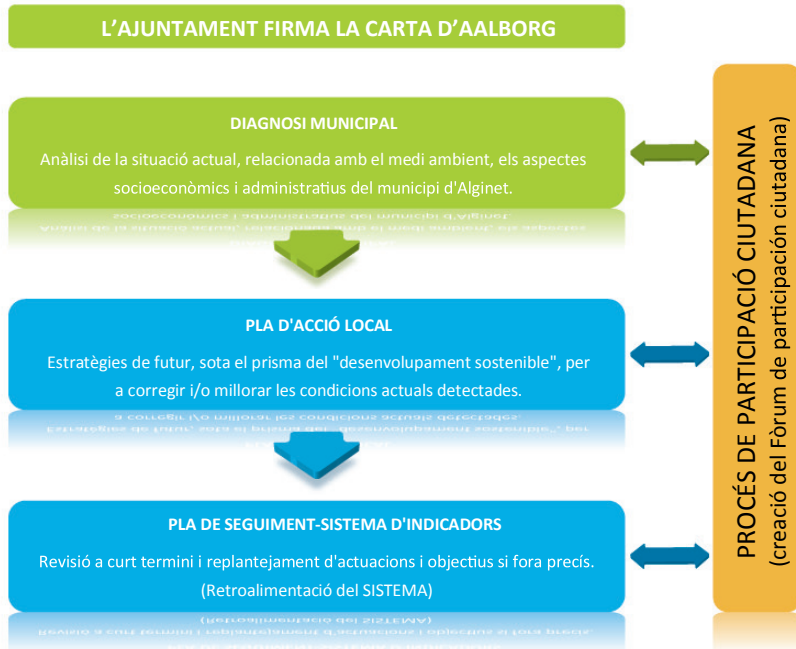 L'AJUNTAMENT FIRMA LA CARTA D'AALBORG
DIAGNOSI MUNICIPAL
Anàlisi de la situació actual, relacionada amb el medi ambient, els aspectes
socioeconòmics i administratius del municipi d'Alginet.
PLA D'ACCIÓ LOCAL
Estratègies de futur, sota el prisma del "desenvolupament sostenible", per
a corregir i/o millorar les condicions actuals detectades.
PLA DE SEGUIMENT-SISTEMA D'INDICADORS
Revisió a curt termini i replantejament d'actuacions i objectius si fora precís.
(Retroalimentació del SISTEMA)
PROCÉS DE PARTICIPACIÓ CIUTADANA
(creació del Fòrum de participación ciutadana)